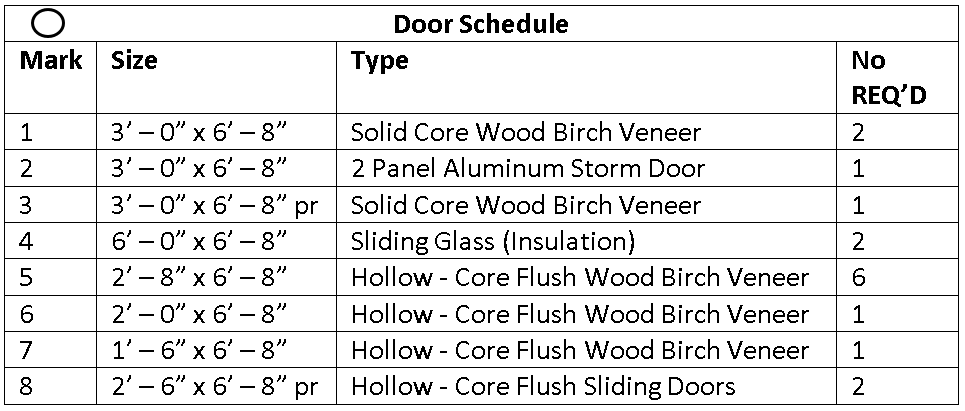 Door Schedule
Mark Size Type No
REQ’D
1 3’ – 0” x 6’ – 8” Solid Core Wood Birch Veneer 2
2 3’ – 0” x 6’ – 8” 2 Panel Aluminum Storm Door 1
3 3’ – 0” x 6’ – 8” pr Solid Core Wood Birch Veneer 1
4 6’ – 0” x 6’ – 8” Sliding Glass (Insulation) 2
5 2’ – 8” x 6’ – 8” Hollow - Core Flush Wood Birch Veneer 6
6 2’ – 0” x 6’ – 8” Hollow - Core Flush Wood Birch Veneer 1
7 1’ – 6” x 6’ – 8” Hollow - Core Flush Wood Birch Veneer 1
8 2’ – 6” x 6’ – 8” pr Hollow - Core Flush Sliding Doors 2